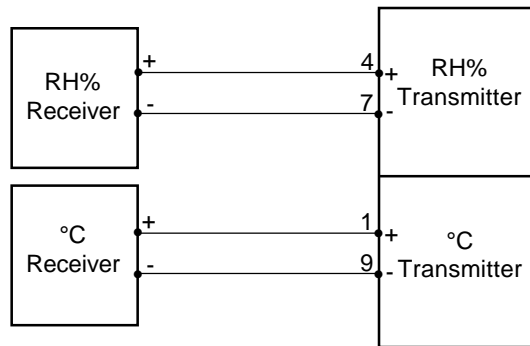 RH%
Receiver
+
-
4
7
+
-
RH%
Transmitter
°C
Receiver
+
-
1
9
+
-
°C
Transmitter